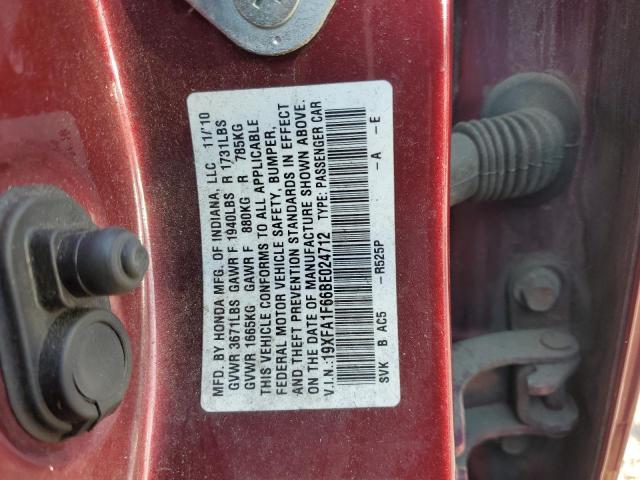 MFD. BY HONDA MFG. OF INDIANA, LLC 11/10
GVWR 3671LBS GAWR F 1940LBS R 1731LBS
GVWR 1665KG GAWR F 880KG R 785KG
THIS VEHICLE CONFORMS TO ALL APPLICABLE
FEDERAL MOTOR VEHICLE SAFETY, BUMPER,
AND THEFT PREVENTION STANDARDS IN EFFECT
ON THE DATE OF MANUFACTURE SHOWN ABOVE.
V.I.N.:19XFA1F66BE024712 TYPE: PASSENGER CAR
SVK B AC5 -R525P -A -E